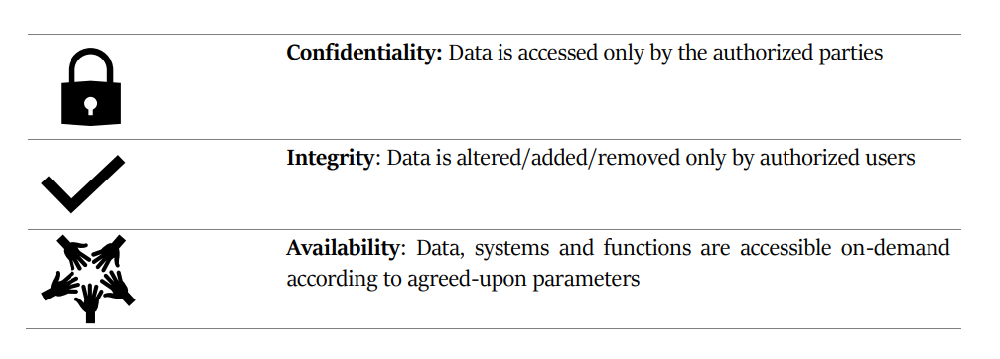 Confidentiality: Data is accessed only by the authorized parties
Integrity: Data is altered/added/removed only by authorized users
Availability: Data, systems and functions are accessible on-demand
according to agreed-upon parameters